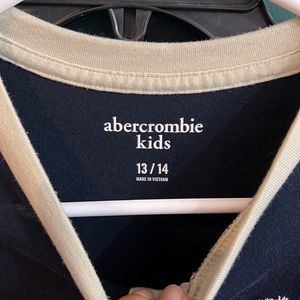 abercrombie
kids
13 / 14
MADE IN VIETNAM